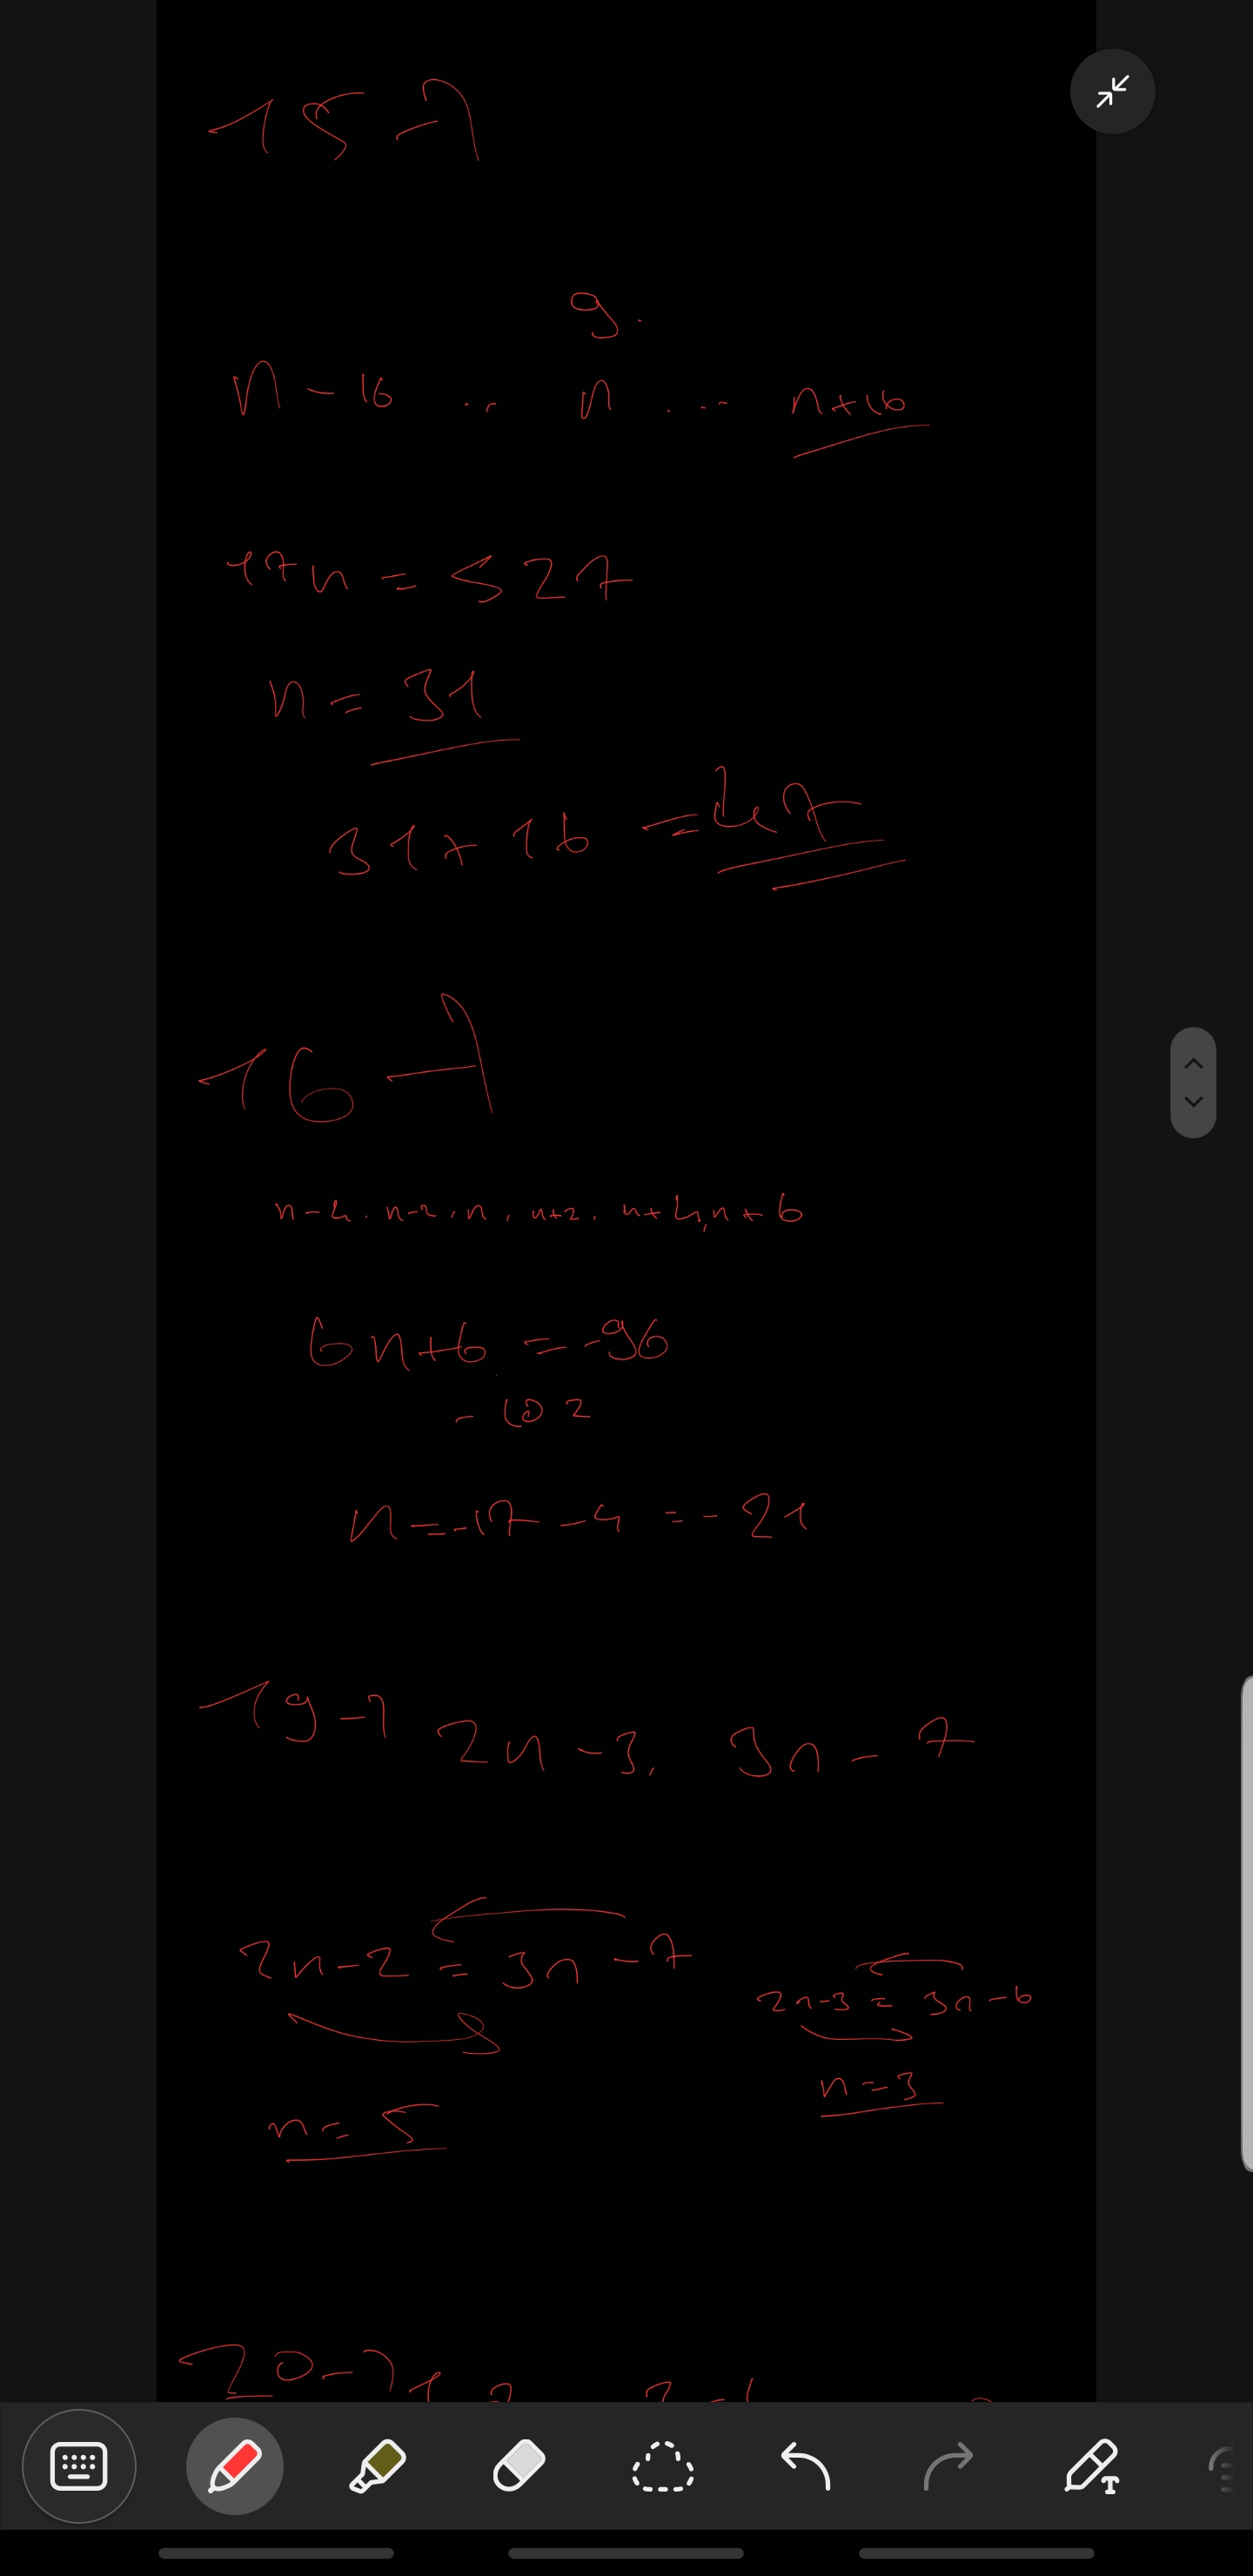 15-)
9.
n-16 ... n ... n+16
17n = 527
n = 31
31+16 = 47
16-)
n-4. n-2, n, n+2, n+4, n+6
6n+6 = -96
-102
n = -17 - 4 = -21
19-) 2n-3, 3n-7
2n-2 = 3n-7
2n-3 = 3n-6
n=3
n = 5
20-)
T